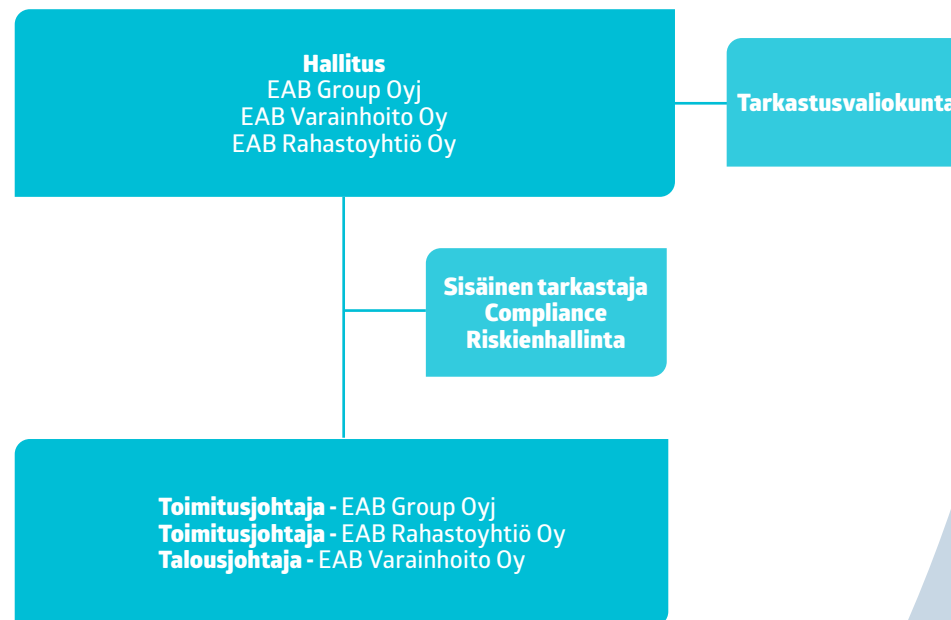 Hallitus
EAB Group Oyj
EAB Varainhoito Oy
EAB Rahastoyhtiö Oy
Tarkastusvaliokunta
Sisäinen tarkastaja
Compliance
Riskienhallinta
Toimitusjohtaja - EAB Group Oyj
Toimitusjohtaja - EAB Rahastoyhtiö Oy
Talousjohtaja - EAB Varainhoito Oy